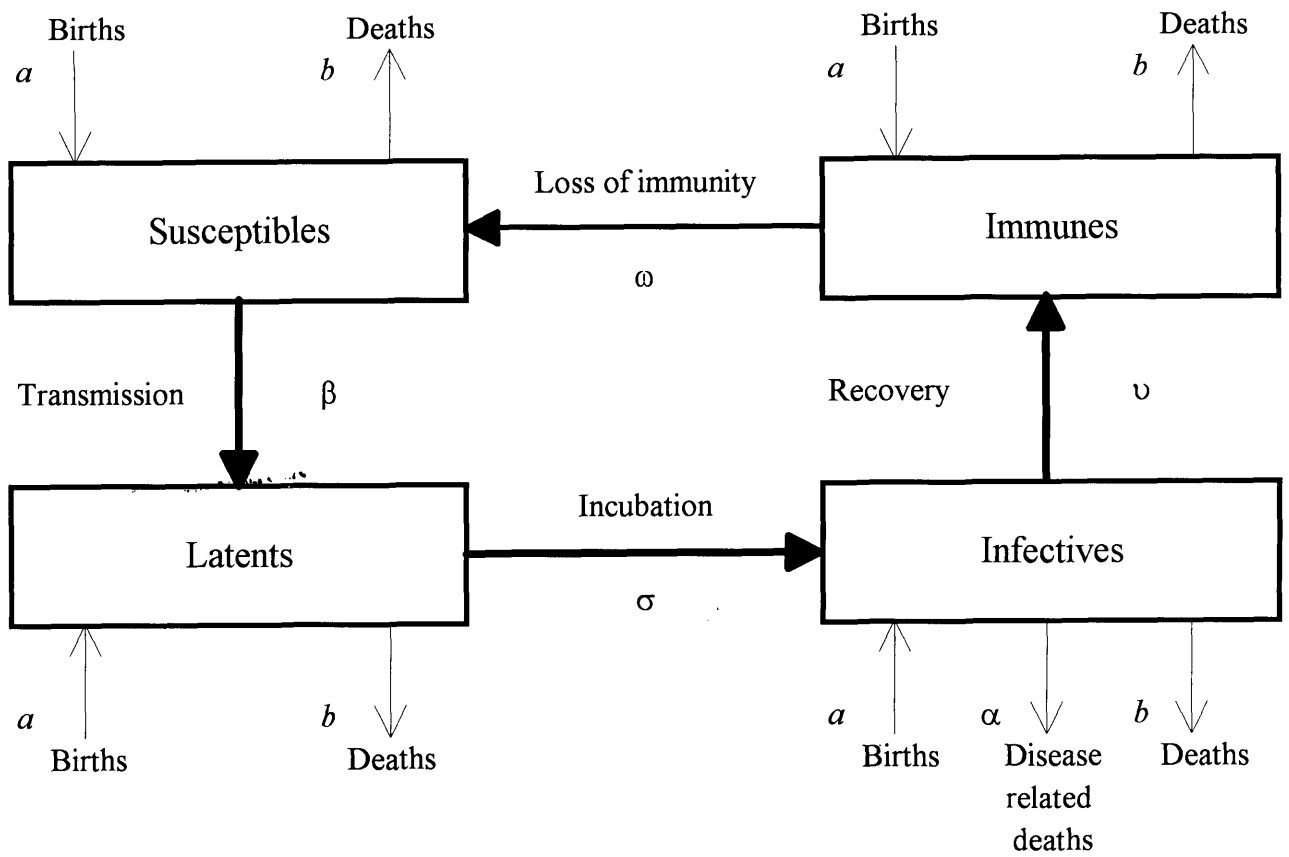 Births
Deaths
Births
Deaths
a
b
a
b
Loss of immunity
Susceptibles
Immunes
ω
Transmission
β
Recovery
υ
Incubation
Latents
Infectives
σ
a
b
a
α
b
Births
Deaths
Births
Disease
related
deaths
Deaths